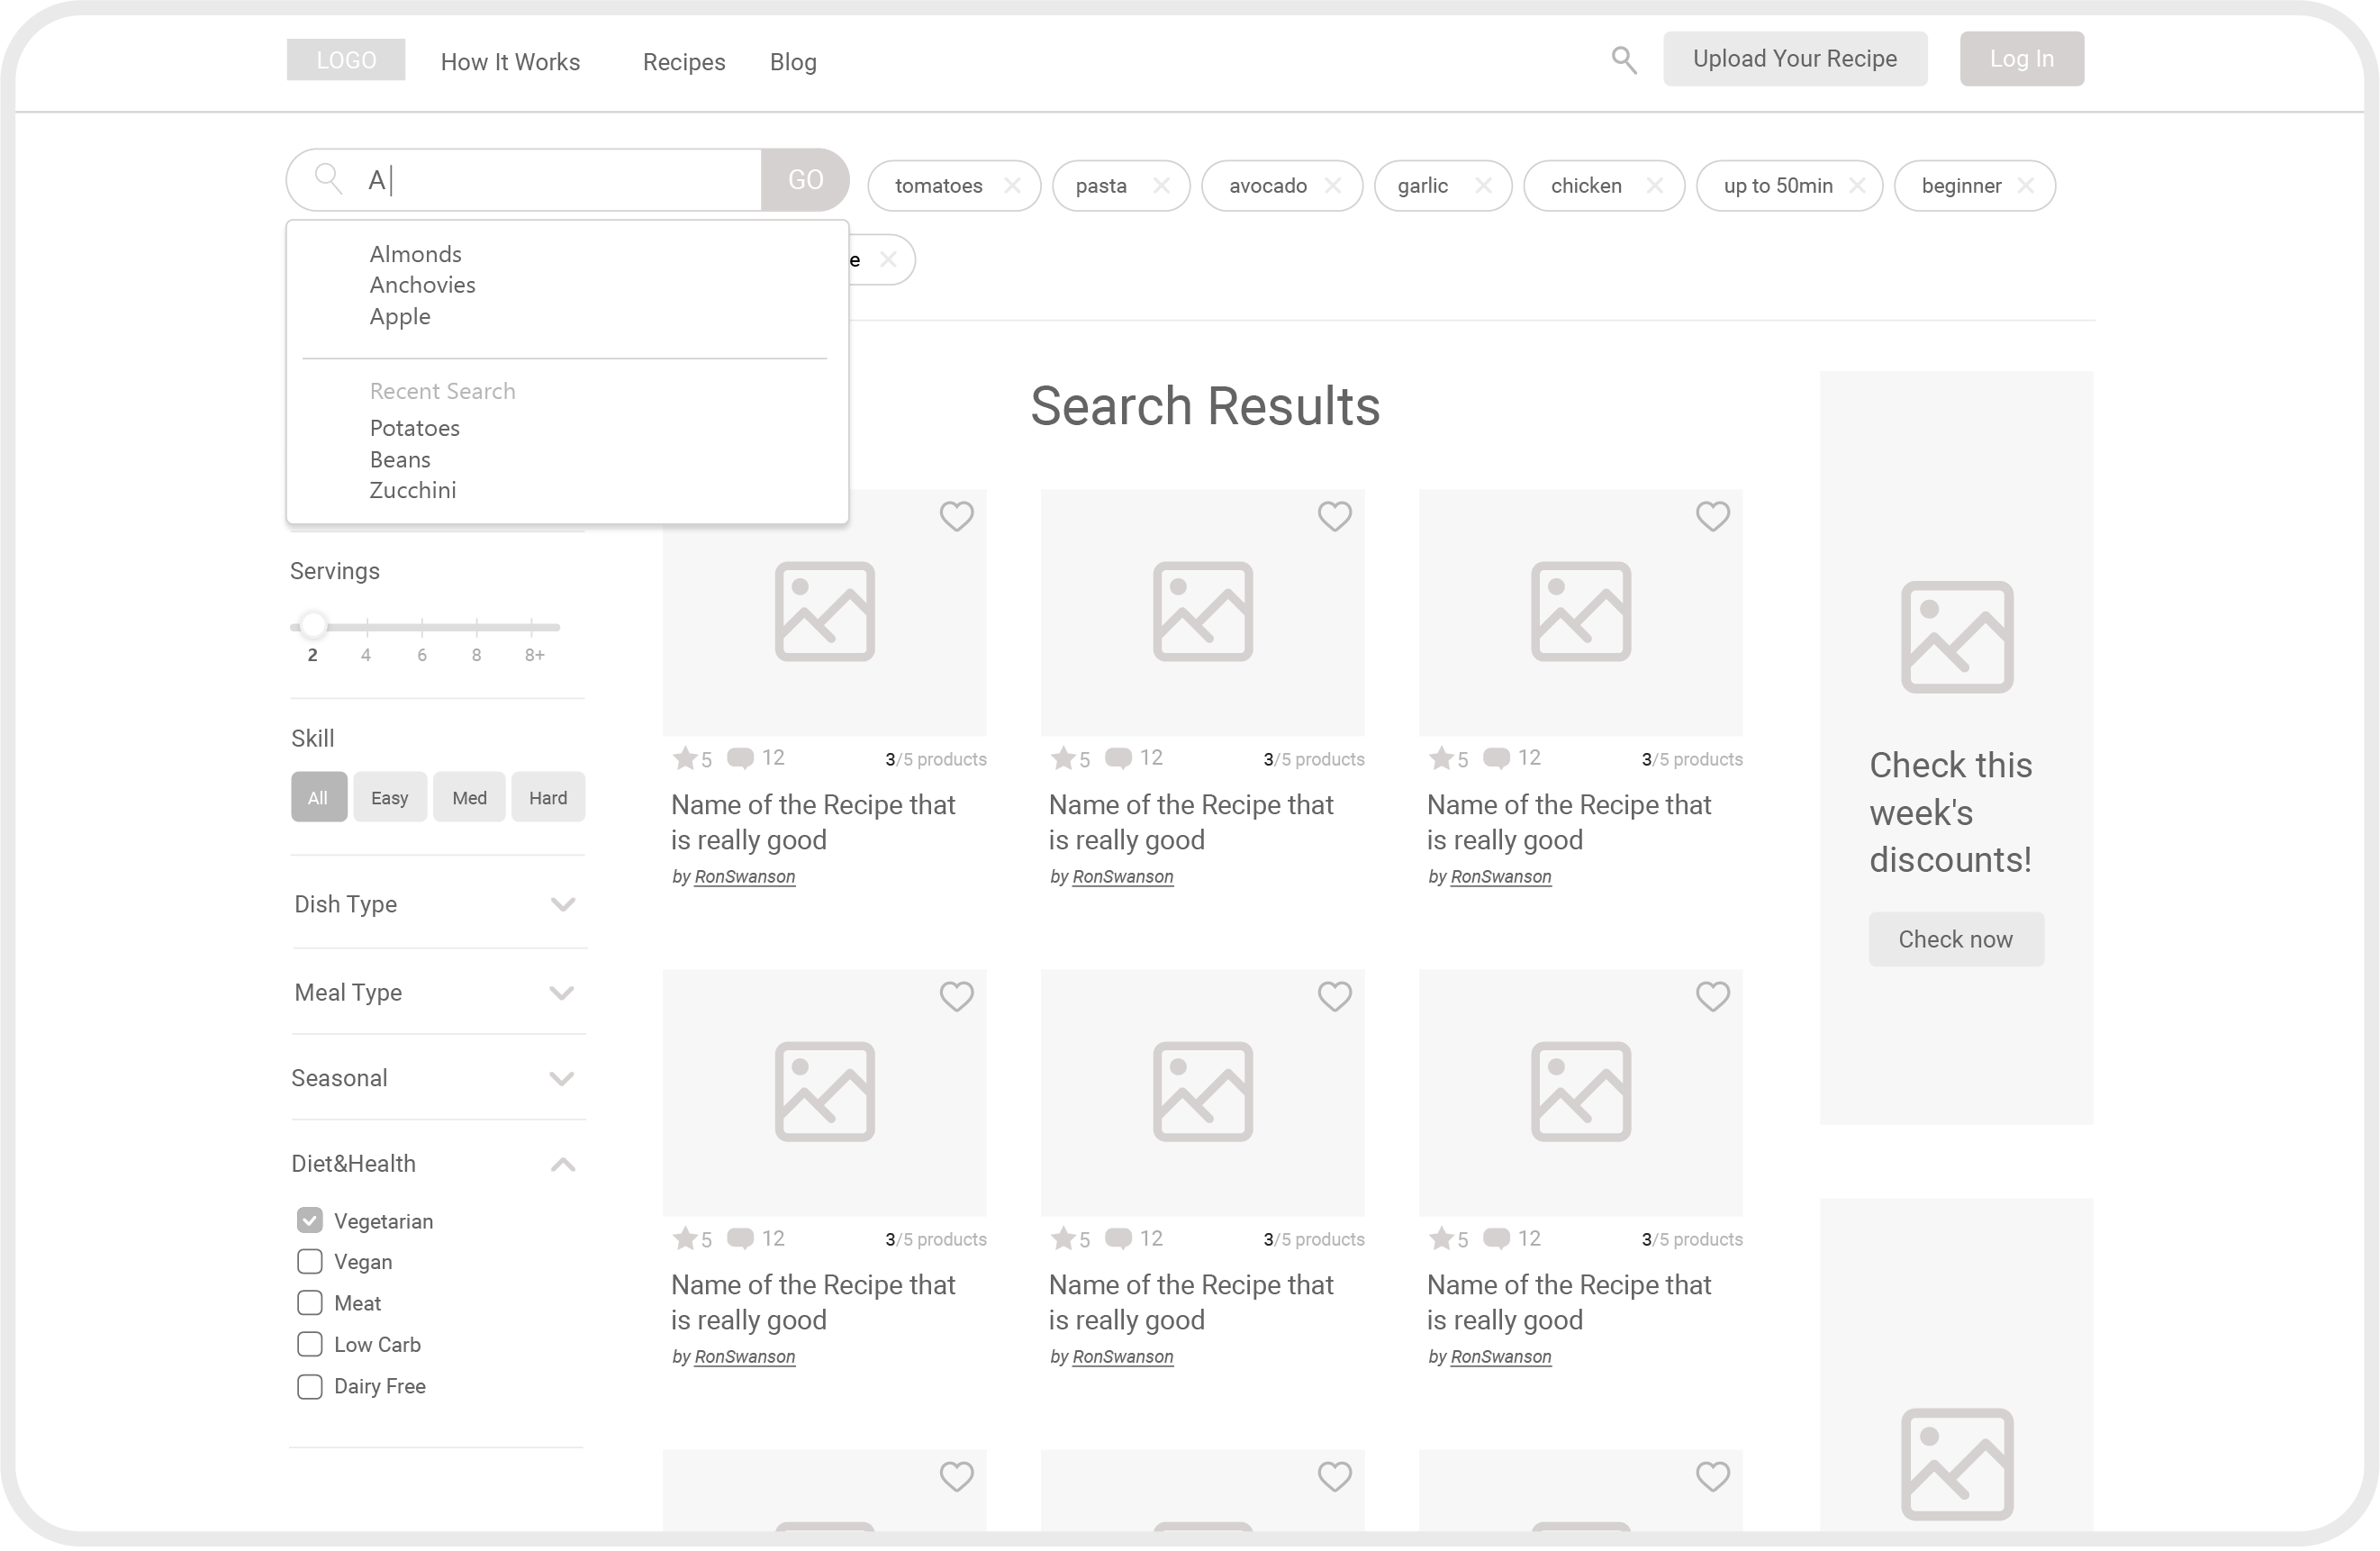 LOGO How It Works Recipes Blog Upload Your Recipe Log In
A GO tomatoes pasta avocado garlic chicken up to 50min beginner
Almonds
Anchovies
Apple
Recent Search
Potatoes
Beans
Zucchini
Search Results
Servings
2 4 6 8 8+
Skill
All Easy Med Hard
Dish Type
Meal Type
Seasonal
Diet&Health
Vegetarian
Vegan
Meat
Low Carb
Dairy Free
5 12 3/5 products
Name of the Recipe that
is really good
by RonSwanson
5 12 3/5 products
Name of the Recipe that
is really good
by RonSwanson
5 12 3/5 products
Name of the Recipe that
is really good
by RonSwanson
5 12 3/5 products
Name of the Recipe that
is really good
by RonSwanson
5 12 3/5 products
Name of the Recipe that
is really good
by RonSwanson
5 12 3/5 products
Name of the Recipe that
is really good
by RonSwanson
Check this
week's
discounts!
Check now